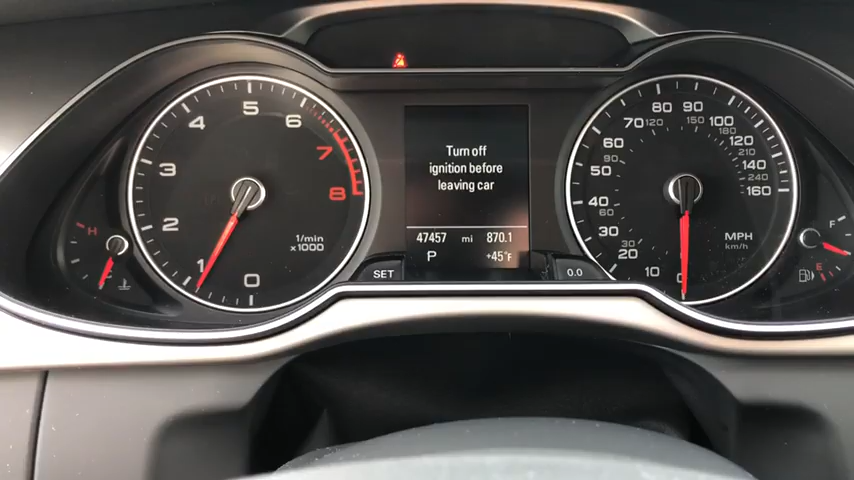 5
4
6
3
7
2
8
1
0
1/min
x1000
H
C
Turn off
ignition before
leaving car
47457 mi 870.1
P +45°F
SET
0.0
80 90
70 120 150 100
180
60 120
90 210
50 140
240
160
40
60
30
30
20
10
0
MPH
km/h
F
E